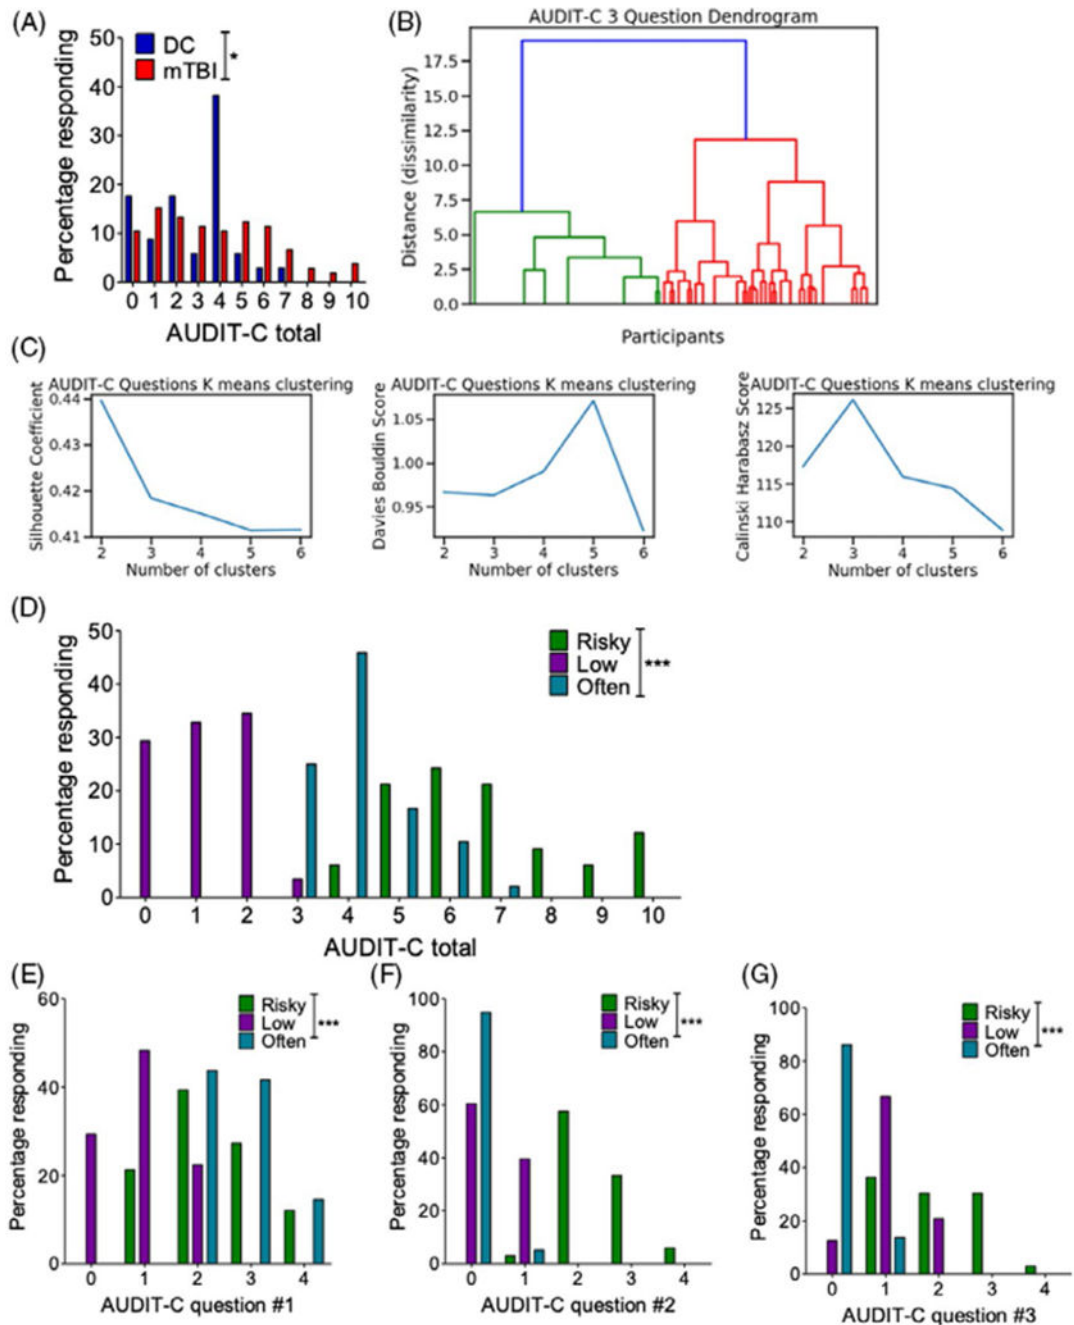 (A)
50
40
30
20
10
0
Percentage responding
DC
mTBI
*
0 1 2 3 4 5 6 7 8 9 10
AUDIT-C total
(B)
AUDIT-C 3 Question Dendrogram
17.5
15.0
12.5
10.0
7.5
5.0
2.5
0.0
Distance (dissimilarity)
Participants
(C)
AUDIT-C Questions K means clustering
0.44
0.43
0.42
0.41
Silhouette Coefficient
2 3 4 5 6
Number of clusters
AUDIT-C Questions K means clustering
1.05
1.00
0.95
Davies Bouldin Score
2 3 4 5 6
Number of clusters
AUDIT-C Questions K means clustering
125
120
115
110
Calinski Harabasz Score
2 3 4 5 6
Number of clusters
(D)
50
40
30
20
10
0
Percentage responding
Risky
Low
Often
***
0 1 2 3 4 5 6 7 8 9 10
AUDIT-C total
(E)
60
40
20
0
Percentage responding
Risky
Low
Often
***
0 1 2 3 4
AUDIT-C question #1
(F)
100
80
60
40
20
0
Percentage responding
Risky
Low
Often
***
0 1 2 3 4
AUDIT-C question #2
(G)
100
80
60
40
20
0
Percentage responding
Risky
Low
Often
***
0 1 2 3 4
AUDIT-C question #3